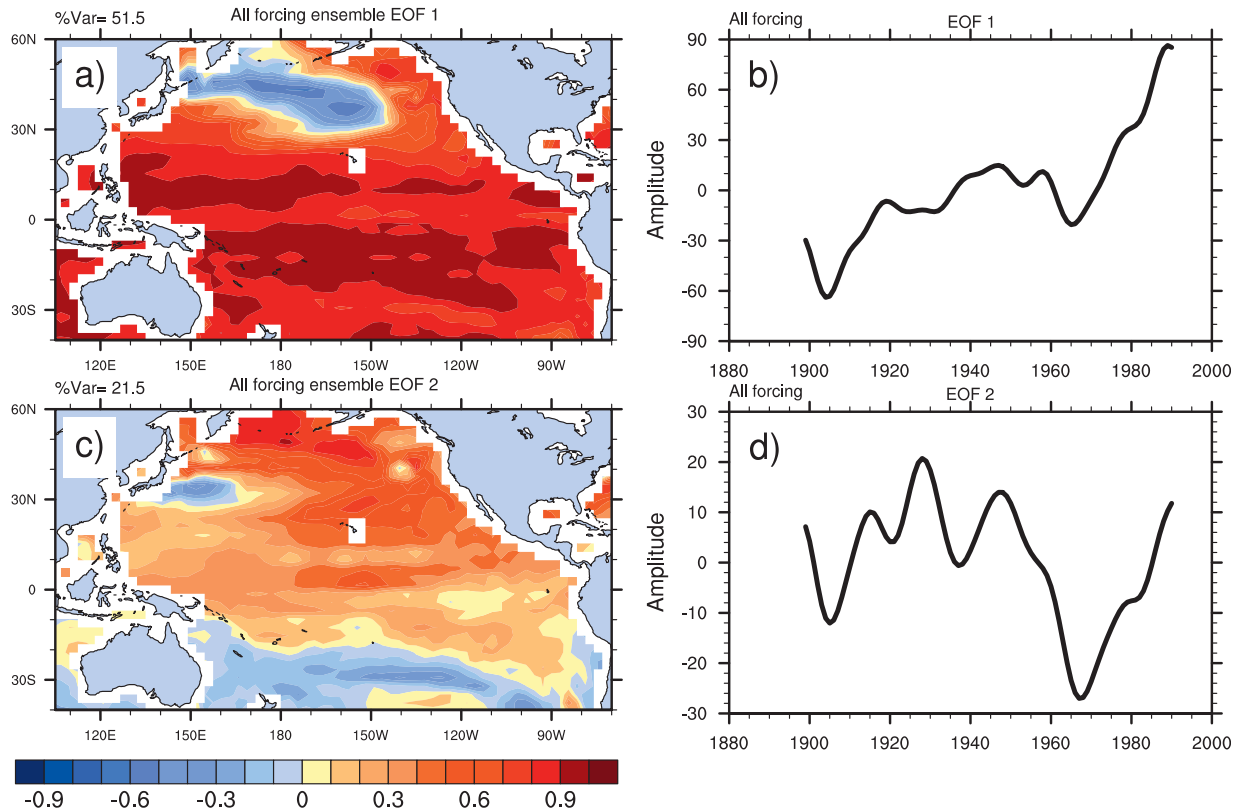 %Var= 51.5
All forcing ensemble EOF 1
a)
60N
30N
0
30S
120E
150E
180
150W
120W
90W
All forcing
EOF 1
b)
Amplitude
90
60
30
0
-30
-60
-90
1880
1900
1920
1940
1960
1980
2000
%Var= 21.5
All forcing ensemble EOF 2
c)
60N
30N
0
30S
120E
150E
180
150W
120W
90W
All forcing
EOF 2
d)
Amplitude
30
20
10
0
-10
-20
-30
1880
1900
1920
1940
1960
1980
2000
-0.9
-0.6
-0.3
0
0.3
0.6
0.9